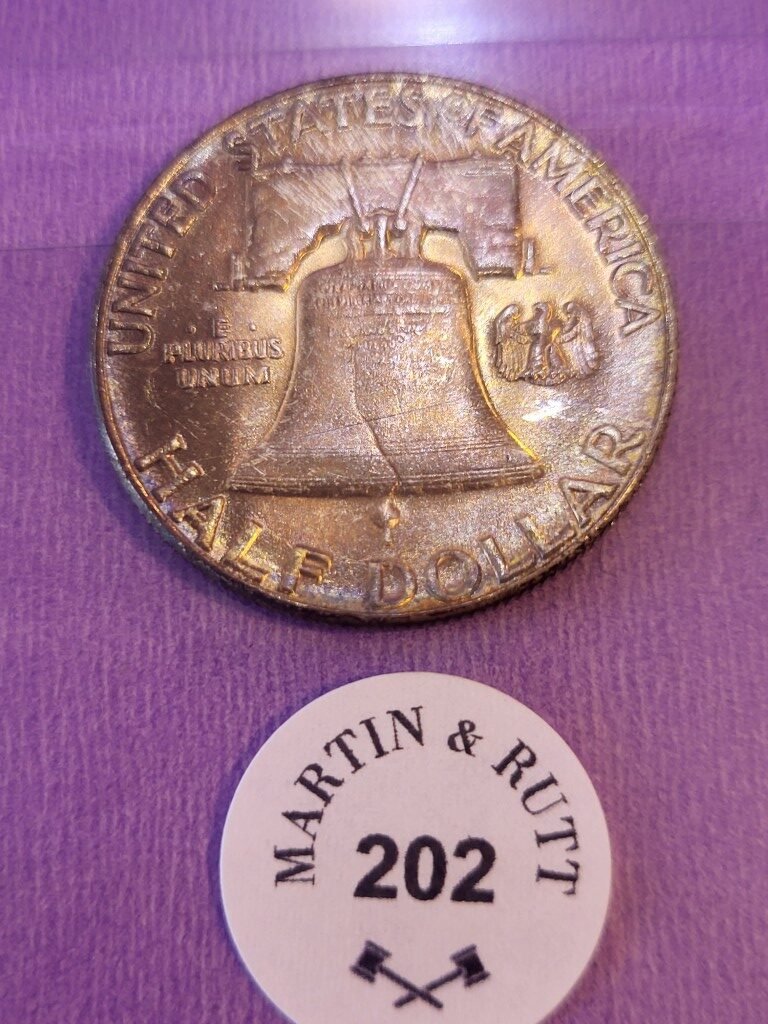 UNITED STATES OF AMERICA
· E ·
PLURIBUS
UNUM
HALF DOLLAR
MARTIN & RUTT
202